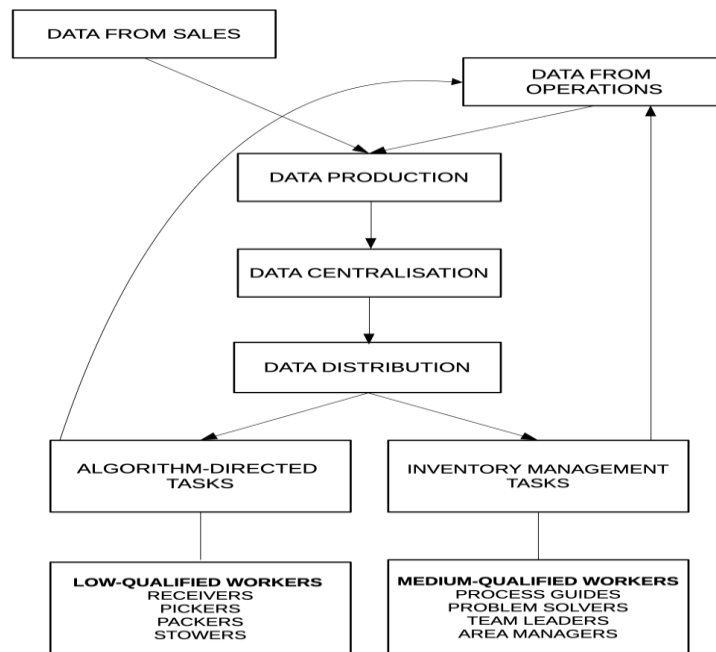 DATA FROM SALES
DATA FROM
OPERATIONS
DATA PRODUCTION
DATA CENTRALISATION
DATA DISTRIBUTION
ALGORITHM-DIRECTED
TASKS
INVENTORY MANAGEMENT
TASKS
LOW-QUALIFIED WORKERS
RECEIVERS
PICKERS
PACKERS
STOWERS
MEDIUM-QUALIFIED WORKERS
PROCESS GUIDES
PROBLEM SOLVERS
TEAM LEADERS
AREA MANAGERS